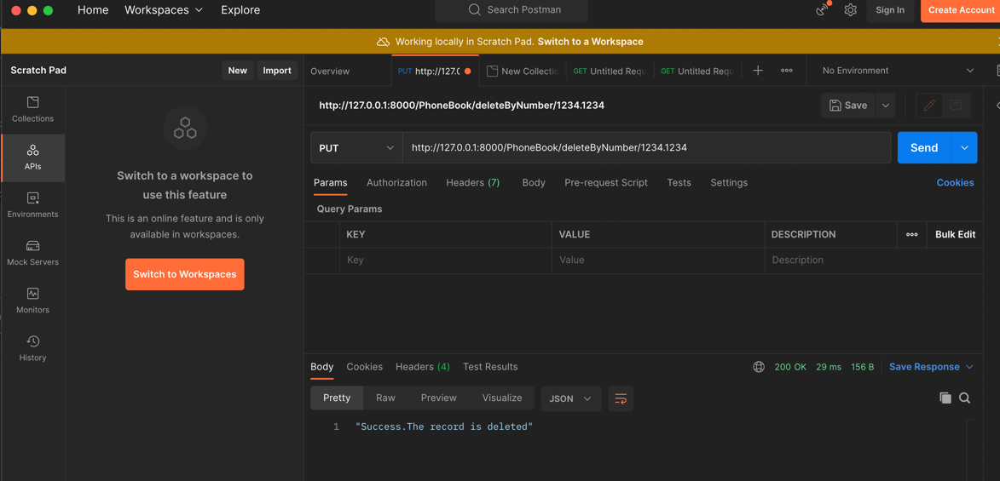 Home Workspaces Explore Search Postman Sign In Create Account
Working locally in Scratch Pad. Switch to a Workspace
Scratch Pad New Import Overview PUT http://127.( New Collectic GET Untitled Requ GET Untitled Requ No Environment
Collections
APIs
Environments
Mock Servers
Monitors
History
Switch to a workspace to
use this feature
This is an online feature and is only
available in workspaces.
Switch to Workspaces
http://127.0.0.1:8000/PhoneBook/deleteByNumber/1234.1234 Save
PUT http://127.0.0.1:8000/PhoneBook/deleteByNumber/1234.1234 Send
Params Authorization Headers (7) Body Pre-request Script Tests Settings Cookies
Query Params
KEY VALUE DESCRIPTION Bulk Edit
Key Value Description
Body Cookies Headers (4) Test Results 200 OK 29 ms 156 B Save Response
Pretty Raw Preview Visualize JSON
1 "Success.The record is deleted"